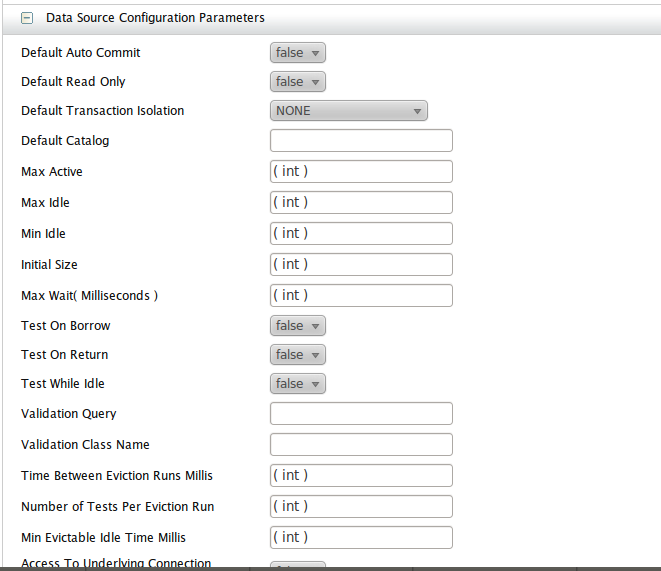 Data Source Configuration Parameters
Default Auto Commit false
Default Read Only false
Default Transaction Isolation NONE
Default Catalog
Max Active ( int )
Max Idle ( int )
Min Idle ( int )
Initial Size ( int )
Max Wait( Milliseconds ) ( int )
Test On Borrow false
Test On Return false
Test While Idle false
Validation Query
Validation Class Name
Time Between Eviction Runs Millis ( int )
Number of Tests Per Eviction Run ( int )
Min Evictable Idle Time Millis ( int )
Access To Underlying Connection